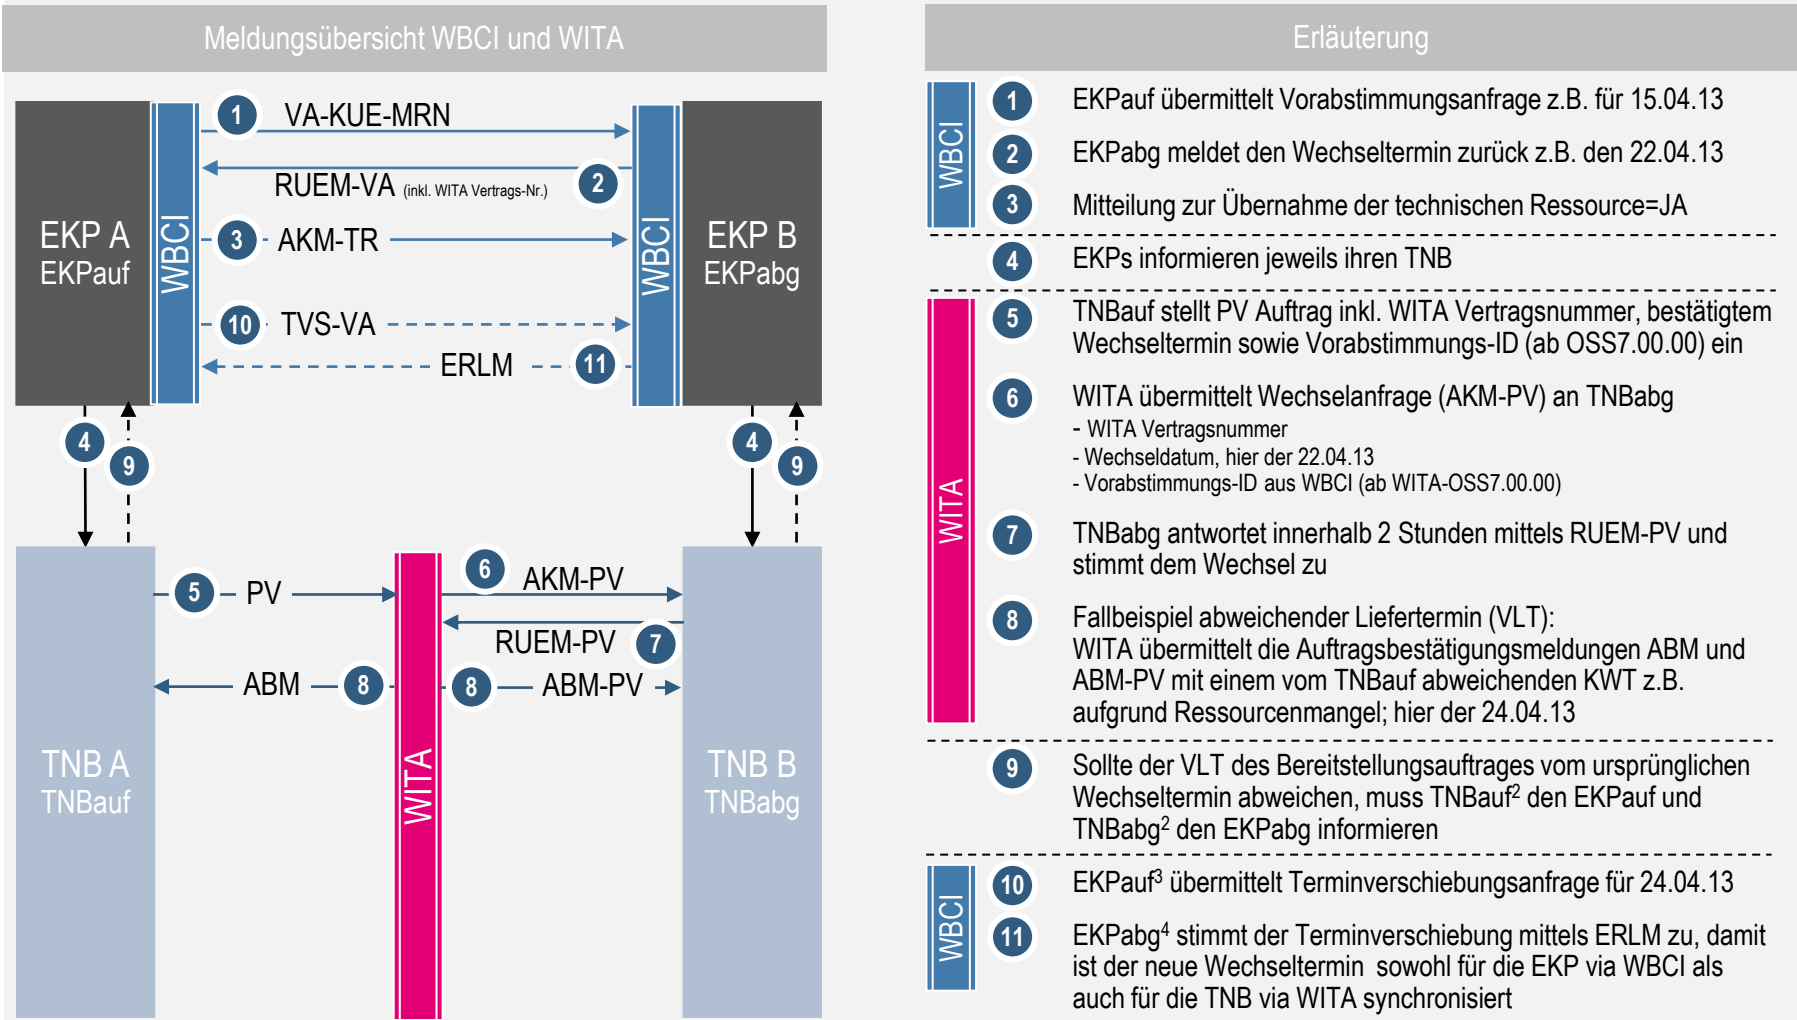 Meldungsübersicht WBCI und WITA
EKP A
EKPauf
WBCI
1
VA-KUE-MRN
RUEM-VA (inkl. WITA Vertrags-Nr.)
2
3
AKM-TR
10
TVS-VA
ERLM
11
WBCI
EKP B
EKPabg
4
9
4
9
TNB A
TNBauf
5
PV
WITA
6
AKM-PV
RUEM-PV
7
ABM
8
8
ABM-PV
TNB B
TNBabg
Erläuterung
WBCI
1
EKPauf übermittelt Vorabstimmungsanfrage z.B. für 15.04.13
2
EKPabg meldet den Wechseltermin zurück z.B. den 22.04.13
3
Mitteilung zur Übernahme der technischen Ressource=JA
4
EKPs informieren jeweils ihren TNB
WITA
5
TNBauf stellt PV Auftrag inkl. WITA Vertragsnummer, bestätigtem
Wechseltermin sowie Vorabstimmungs-ID (ab OSS7.00.00) ein
6
WITA übermittelt Wechselanfrage (AKM-PV) an TNBabg
- WITA Vertragsnummer
- Wechseldatum, hier der 22.04.13
- Vorabstimmungs-ID aus WBCI (ab WITA-OSS7.00.00)
7
TNBabg antwortet innerhalb 2 Stunden mittels RUEM-PV und
stimmt dem Wechsel zu
8
Fallbeispiel abweichender Liefertermin (VLT):
WITA übermittelt die Auftragsbestätigungsmeldungen ABM und
ABM-PV mit einem vom TNBauf abweichenden KWT z.B.
aufgrund Ressourcenmangel; hier der 24.04.13
9
Sollte der VLT des Bereitstellungsauftrages vom ursprünglichen
Wechseltermin abweichen, muss TNBauf² den EKPauf und
TNBabg² den EKPabg informieren
WBCI
10
EKPauf³ übermittelt Terminverschiebungsanfrage für 24.04.13
11
EKPabg⁴ stimmt der Terminverschiebung mittels ERLM zu, damit
ist der neue Wechseltermin sowohl für die EKP via WBCI als
auch für die TNB via WITA synchronisiert